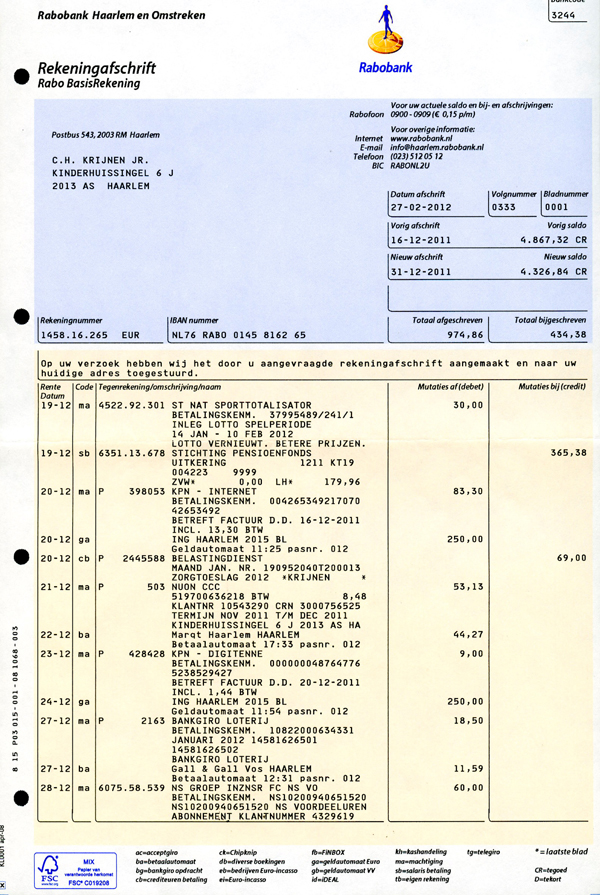 Bankcode
Rabobank Haarlem en Omstreken
3244
Rabobank
Rekeningafschrift
Rabo BasisRekening
Voor uw actuele saldo en bij- en afschrijvingen:
Rabofoon 0900 - 0909 (€ 0,15 p/m)
Postbus 543, 2003 RM Haarlem
Voor overige informatie:
Internet www.rabobank.nl
E-mail info@haarlem.rabobank.nl
Telefoon (023) 512 05 12
BIC RABONL2U
C.H. KRIJNEN JR.
KINDERHUISSINGEL 6 J
2013 AS HAARLEM
Datum afschrift Volgnummer Bladnummer
27-02-2012 0333 0001
Vorig afschrift Vorig saldo
16-12-2011 4.867,32 CR
Nieuw afschrift Nieuw saldo
31-12-2011 4.326,84 CR
Rekeningnummer IBAN nummer Totaal afgeschreven Totaal bijgeschreven
1458.16.265 EUR NL76 RABO 0145 8162 65 974,86 434,38
Op uw verzoek hebben wij het door u aangevraagde rekeningafschrift aangemaakt en naar uw
huidige adres toegestuurd.
Rente Datum Code Tegenrekening/omschrijving/naam Mutaties af (debet) Mutaties bij (credit)
19-12 ma 4522.92.301 ST NAT SPORTTOTALISATOR 30,00
BETALINGSKENM. 37995489/241/1
INLEG LOTTO SPELPERIODE
14 JAN - 10 FEB 2012
LOTTO VERNIEUWT. BETERE PRIJZEN.
19-12 sb 6351.13.678 STICHTING PENSIOENFONDS 365,38
UITKERING 1211 KT19
004223 9999
ZVW* 0,00 LH* 179,96
20-12 ma P 398053 KPN - INTERNET 83,30
BETALINGSKENM. 004265349217070
42653492
BETREFT FACTUUR D.D. 16-12-2011
INCL. 13,30 BTW
20-12 ga ING HAARLEM 2015 BL 250,00
Geldautomaat 11:25 pasnr. 012
20-12 cb P 2445588 BELASTINGDIENST 69,00
MAAND JAN. NR. 190952040T200013
ZORGTOESLAG 2012 *KRIJNEN *
21-12 ma P 503 NUON CCC 53,13
519700636218 BTW 8,48
KLANTNR 10543290 CRN 3000756525
TERMIJN NOV 2011 T/M DEC 2011
KINDERHUISSINGEL 6 J 2013 AS HA
22-12 ba Marqt Haarlem HAARLEM 44,27
Betaalautomaat 17:33 pasnr. 012
23-12 ma P 428428 KPN - DIGITENNE 9,00
BETALINGSKENM. 000000048764776
5238529427
BETREFT FACTUUR D.D. 20-12-2011
INCL. 1,44 BTW
24-12 ga ING HAARLEM 2015 BL 250,00
Geldautomaat 11:54 pasnr. 012
27-12 ma P 2163 BANKGIRO LOTERIJ 18,50
BETALINGSKENM. 10822000634331
JANUARI 2012 14581626501
14581626502
BANKGIRO LOTERIJ
27-12 ba Gall & Gall Vos HAARLEM 11,59
Betaalautomaat 12:31 pasnr. 012
28-12 ma 6075.58.539 NS GROEP INZNSR FC NS VO 60,00
BETALINGSKENM. NS10200940651520
NS10200940651520 NS VOORDEELUREN
ABONNEMENT KLANTNUMMER 4329619
8 15 P03 015-001-08 1068-003
KL0001 apr-08
FSC
www.fsc.org
MIX
Papier van
verantwoorde herkomst
FSC® C019208
ac=acceptgiro ck=Chipknip fb=FiNBOX kh=kashandeling tg=telegiro * = laatste blad
ba=betaalautomaat db=diverse boekingen ga=geldautomaat Euro ma=machtiging
bg=bankgiro opdracht eb=bedrijven Euro-incasso gb=geldautomaat VV sb=salaris betaling CR=tegoed
cb=crediteuren betaling ei=Euro-incasso id=iDEAL tb=eigen rekening D=tekort